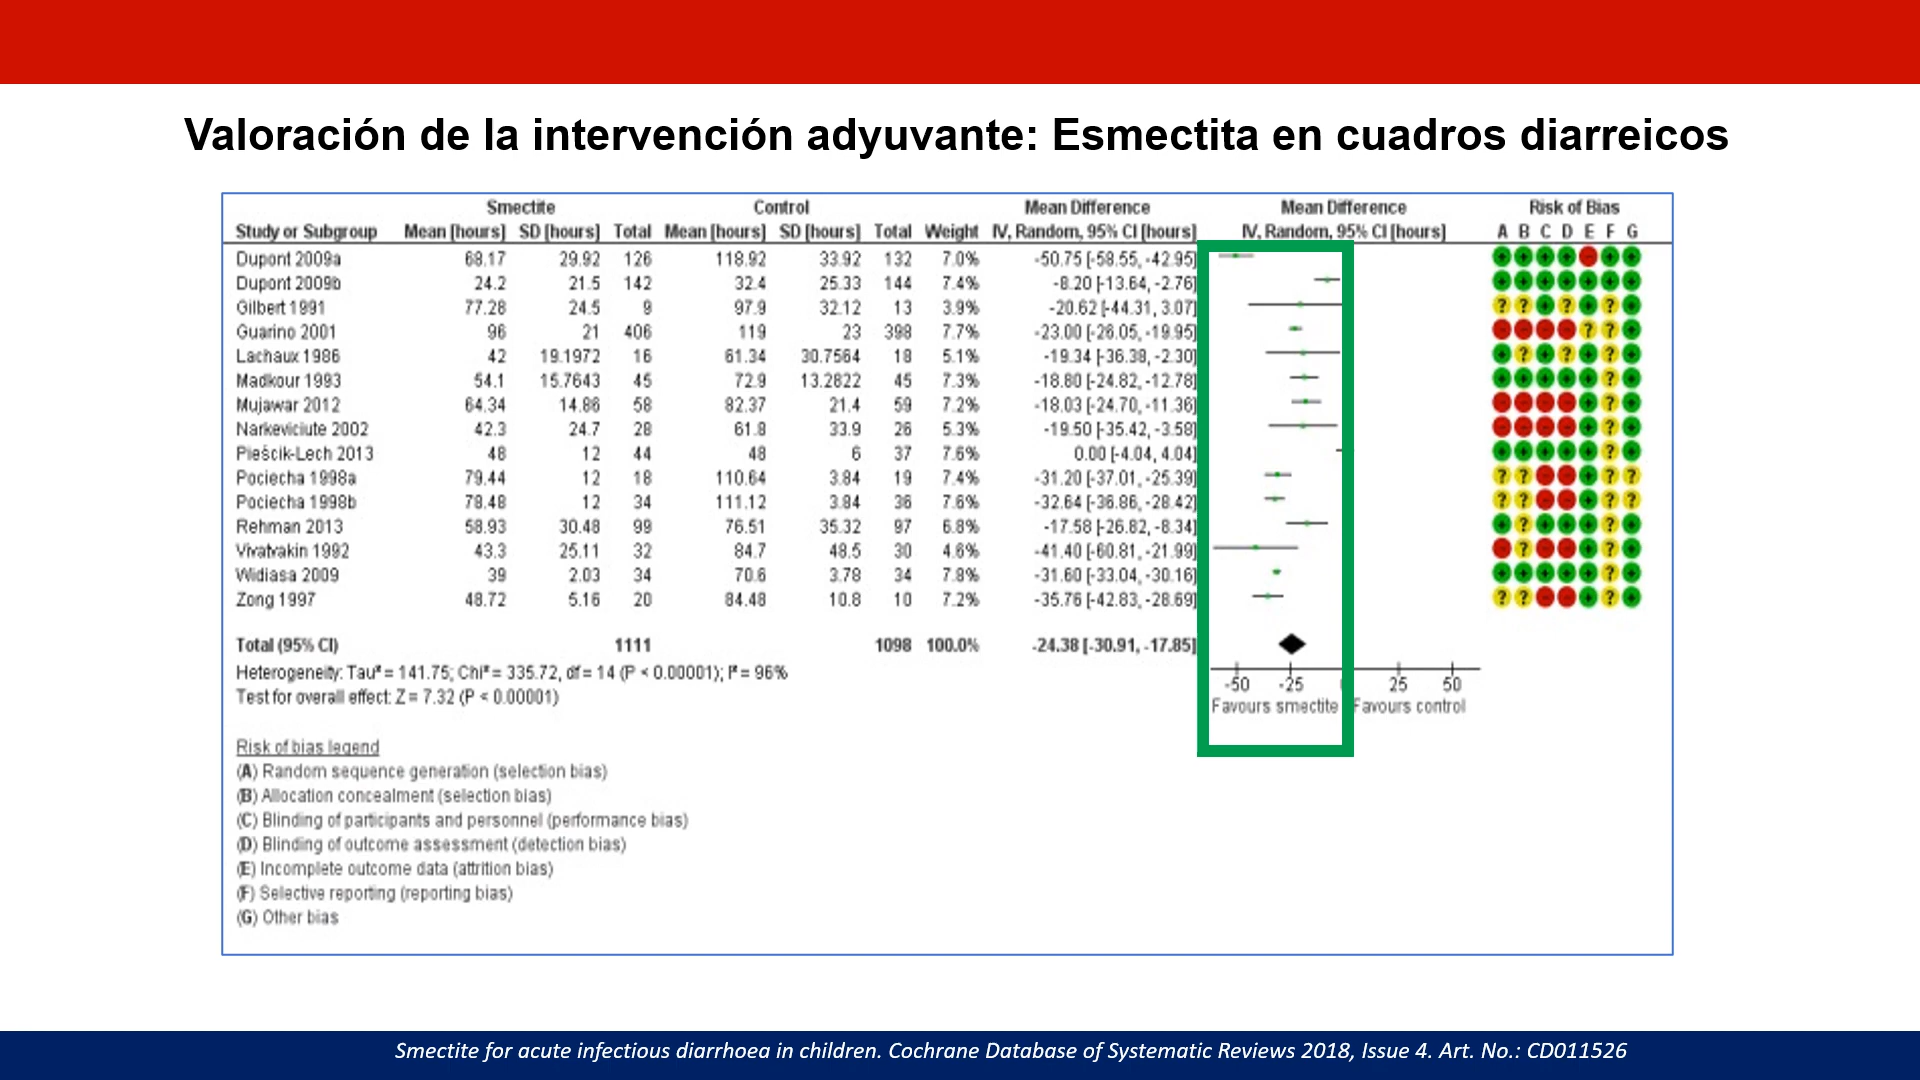 Valoración de la intervención adyuvante: Esmectita en cuadros diarreicos
Smectite Control Mean Difference Mean Difference Risk of Bias
Study or Subgroup Mean [hours] SD [hours] Total Mean [hours] SD [hours] Total Weight IV, Random, 95% CI [hours] IV, Random, 95% CI [hours] A B C D E F G
Dupont 2009a 68.17 29.92 126 118.92 33.92 132 7.0% -50.75 [-58.55, -42.95] + + + + - + +
Dupont 2009b 24.2 21.5 142 32.4 25.33 144 7.4% -8.20 [-13.64, -2.76] + + + + + + +
Gilbert 1991 77.28 24.5 9 97.9 32.12 13 3.9% -20.62 [-44.31, 3.07] ? ? + ? + ? +
Guarino 2001 96 21 406 119 23 398 7.7% -23.00 [-26.05, -19.95] - - - - ? ? +
Lachaux 1986 42 19.1972 16 61.34 30.7564 18 5.1% -19.34 [-36.38, -2.30] + ? + ? + ? +
Madkour 1993 54.1 15.7643 45 72.9 13.2822 45 7.3% -18.80 [-24.82, -12.78] + + + + + ? +
Mujawar 2012 64.34 14.86 58 82.37 21.4 59 7.2% -18.03 [-24.70, -11.36] - - - - + ? +
Narkeviciute 2002 42.3 24.7 28 61.8 33.9 26 5.3% -19.50 [-35.42, -3.58] - - - - + ? +
Pieścik-Lech 2013 48 12 44 48 6 37 7.6% 0.00 [-4.04, 4.04] + + + + + ? +
Pociecha 1998a 79.44 12 18 110.64 3.84 19 7.4% -31.20 [-37.01, -25.39] ? ? - - + ? ?
Pociecha 1998b 78.48 12 34 111.12 3.84 36 7.6% -32.64 [-36.86, -28.42] ? ? - - + ? ?
Rehman 2013 58.93 30.48 99 76.51 35.32 97 6.8% -17.58 [-26.82, -8.34] + ? + + + ? +
Vivatvakin 1992 43.3 25.11 32 84.7 48.5 30 4.6% -41.40 [-60.81, -21.99] - ? - - + ? +
Widiasa 2009 39 2.03 34 70.6 3.78 34 7.8% -31.60 [-33.04, -30.16] + + + + + ? +
Zong 1997 48.72 5.16 20 84.48 10.8 10 7.2% -35.76 [-42.83, -28.69] ? ? - - + ? +
Total (95% CI) 1111 1098 100.0% -24.38 [-30.91, -17.85]
Heterogeneity: Tau² = 141.75; Chi² = 335.72, df = 14 (P < 0.00001); I² = 96%
Test for overall effect: Z = 7.32 (P < 0.00001)
-50 -25 25 50
Favours smectite Favours control
Risk of bias legend
(A) Random sequence generation (selection bias)
(B) Allocation concealment (selection bias)
(C) Blinding of participants and personnel (performance bias)
(D) Blinding of outcome assessment (detection bias)
(E) Incomplete outcome data (attrition bias)
(F) Selective reporting (reporting bias)
(G) Other bias
Smectite for acute infectious diarrhoea in children. Cochrane Database of Systematic Reviews 2018, Issue 4. Art. No.: CD011526